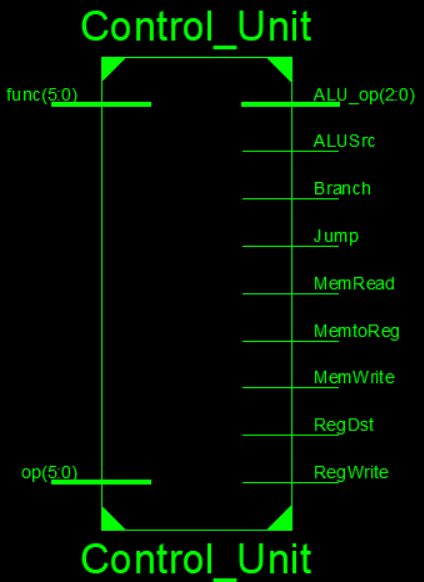 Control_Unit
func(5:0)
ALU_op(2:0)
ALUSrc
Branch
Jump
MemRead
MemtoReg
MemWrite
RegDst
op(5:0)
RegWrite
Control_Unit